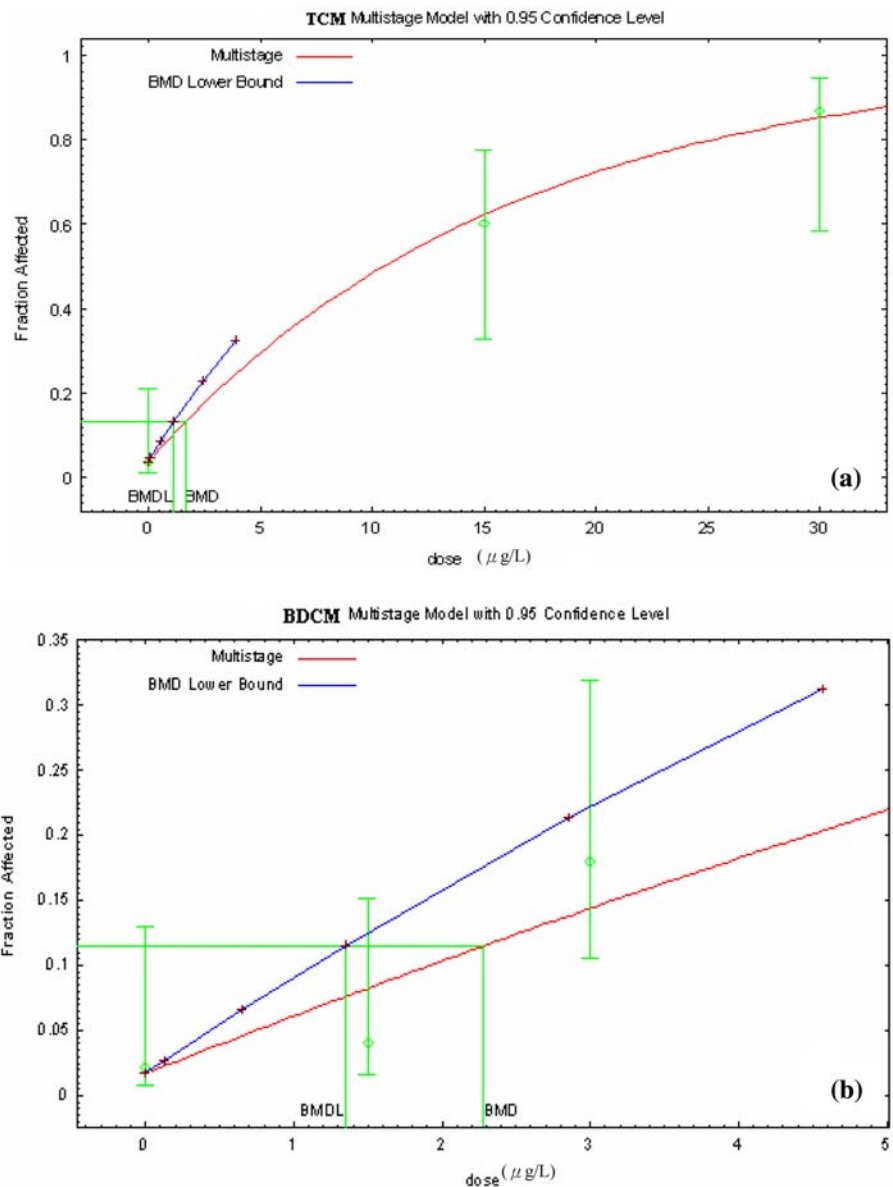 TCM Multistage Model with 0.95 Confidence Level
Multistage
BMD Lower Bound
1
0.8
0.6
0.4
0.2
0
Fraction Affected
BMDL
BMD
(a)
0
5
10
15
20
25
30
dose (μg/L)
BDCM Multistage Model with 0.95 Confidence Level
Multistage
BMD Lower Bound
0.35
0.3
0.25
0.2
0.15
0.1
0.05
0
Fraction Affected
BMDL
BMD
(b)
0
1
2
3
4
5
dose (μg/L)